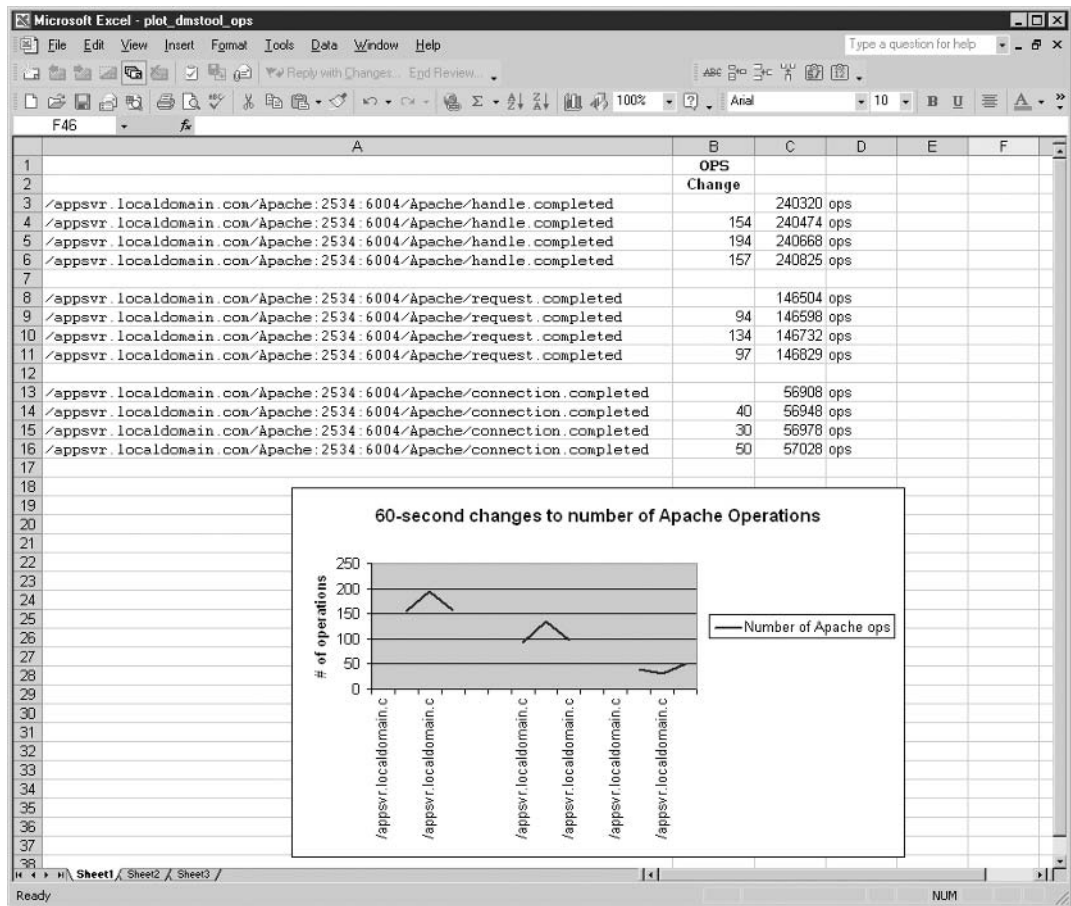 Microsoft Excel - plot_dmstool_ops
File Edit View Insert Format Tools Data Window Help
Type a question for help
Reply with Changes... End Review...
100%
Arial
10
B U
A
F46
fx
A B C D E F
1 OPS
2 Change
3 /appsvr.localdomain.com/Apache:2534:6004/Apache/handle.completed 240320 ops
4 /appsvr.localdomain.com/Apache:2534:6004/Apache/handle.completed 154 240474 ops
5 /appsvr.localdomain.com/Apache:2534:6004/Apache/handle.completed 194 240668 ops
6 /appsvr.localdomain.com/Apache:2534:6004/Apache/handle.completed 157 240825 ops
7
8 /appsvr.localdomain.com/Apache:2534:6004/Apache/request.completed 146504 ops
9 /appsvr.localdomain.com/Apache:2534:6004/Apache/request.completed 94 146598 ops
10 /appsvr.localdomain.com/Apache:2534:6004/Apache/request.completed 134 146732 ops
11 /appsvr.localdomain.com/Apache:2534:6004/Apache/request.completed 97 146829 ops
12
13 /appsvr.localdomain.com/Apache:2534:6004/Apache/connection.completed 56908 ops
14 /appsvr.localdomain.com/Apache:2534:6004/Apache/connection.completed 40 56948 ops
15 /appsvr.localdomain.com/Apache:2534:6004/Apache/connection.completed 30 56978 ops
16 /appsvr.localdomain.com/Apache:2534:6004/Apache/connection.completed 50 57028 ops
17
18
19
20
21
22
23
24
25
26
27
28
29
30
31
32
33
34
35
36
37
38
60-second changes to number of Apache Operations
# of operations
250
200
150
100
50
0
Number of Apache ops
/appsvr.localdomain.c
/appsvr.localdomain.c
/appsvr.localdomain.c
/appsvr.localdomain.c
/appsvr.localdomain.c
/appsvr.localdomain.c
Sheet1 Sheet2 Sheet3
Ready
NUM